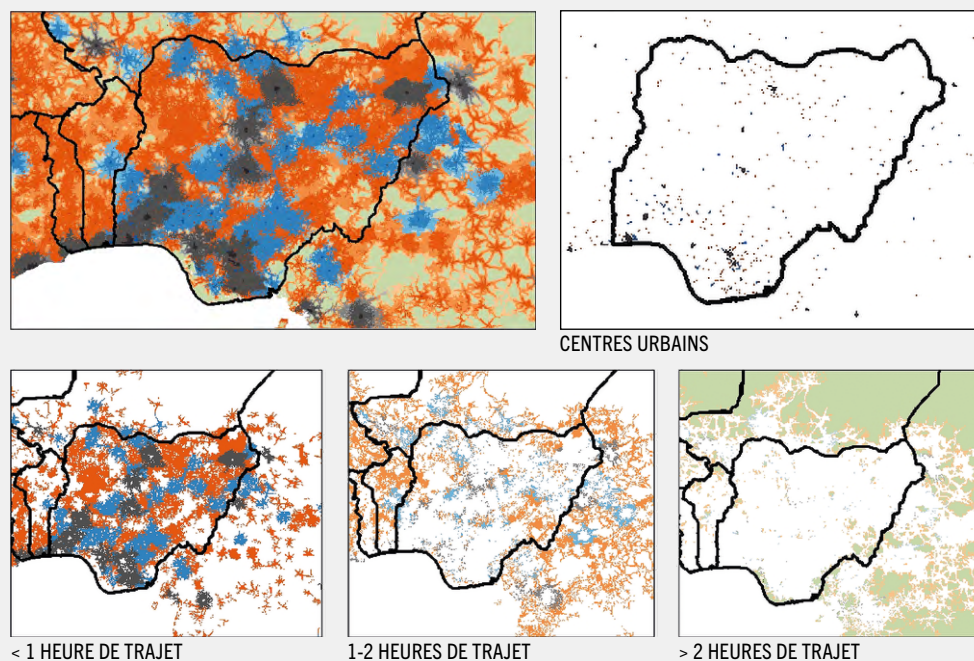 CENTRES URBAINS
< 1 HEURE DE TRAJET
1-2 HEURES DE TRAJET
> 2 HEURES DE TRAJET